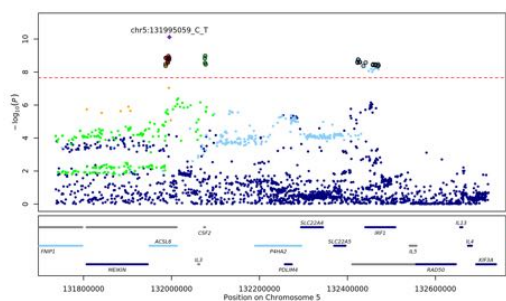 chr5:131995059_C_T
10
8
6
4
2
0
−log₁₀(P)
SLC22A4
IL13
CSF2
IRF1
ACSL6
SLC22A5
IL4
FNIP1
P4HA2
IL5
IL3
MEIKIN
PDLIM4
RAD50
KIF3A
131800000 132000000 132200000 132400000 132600000
Position on Chromosome 5